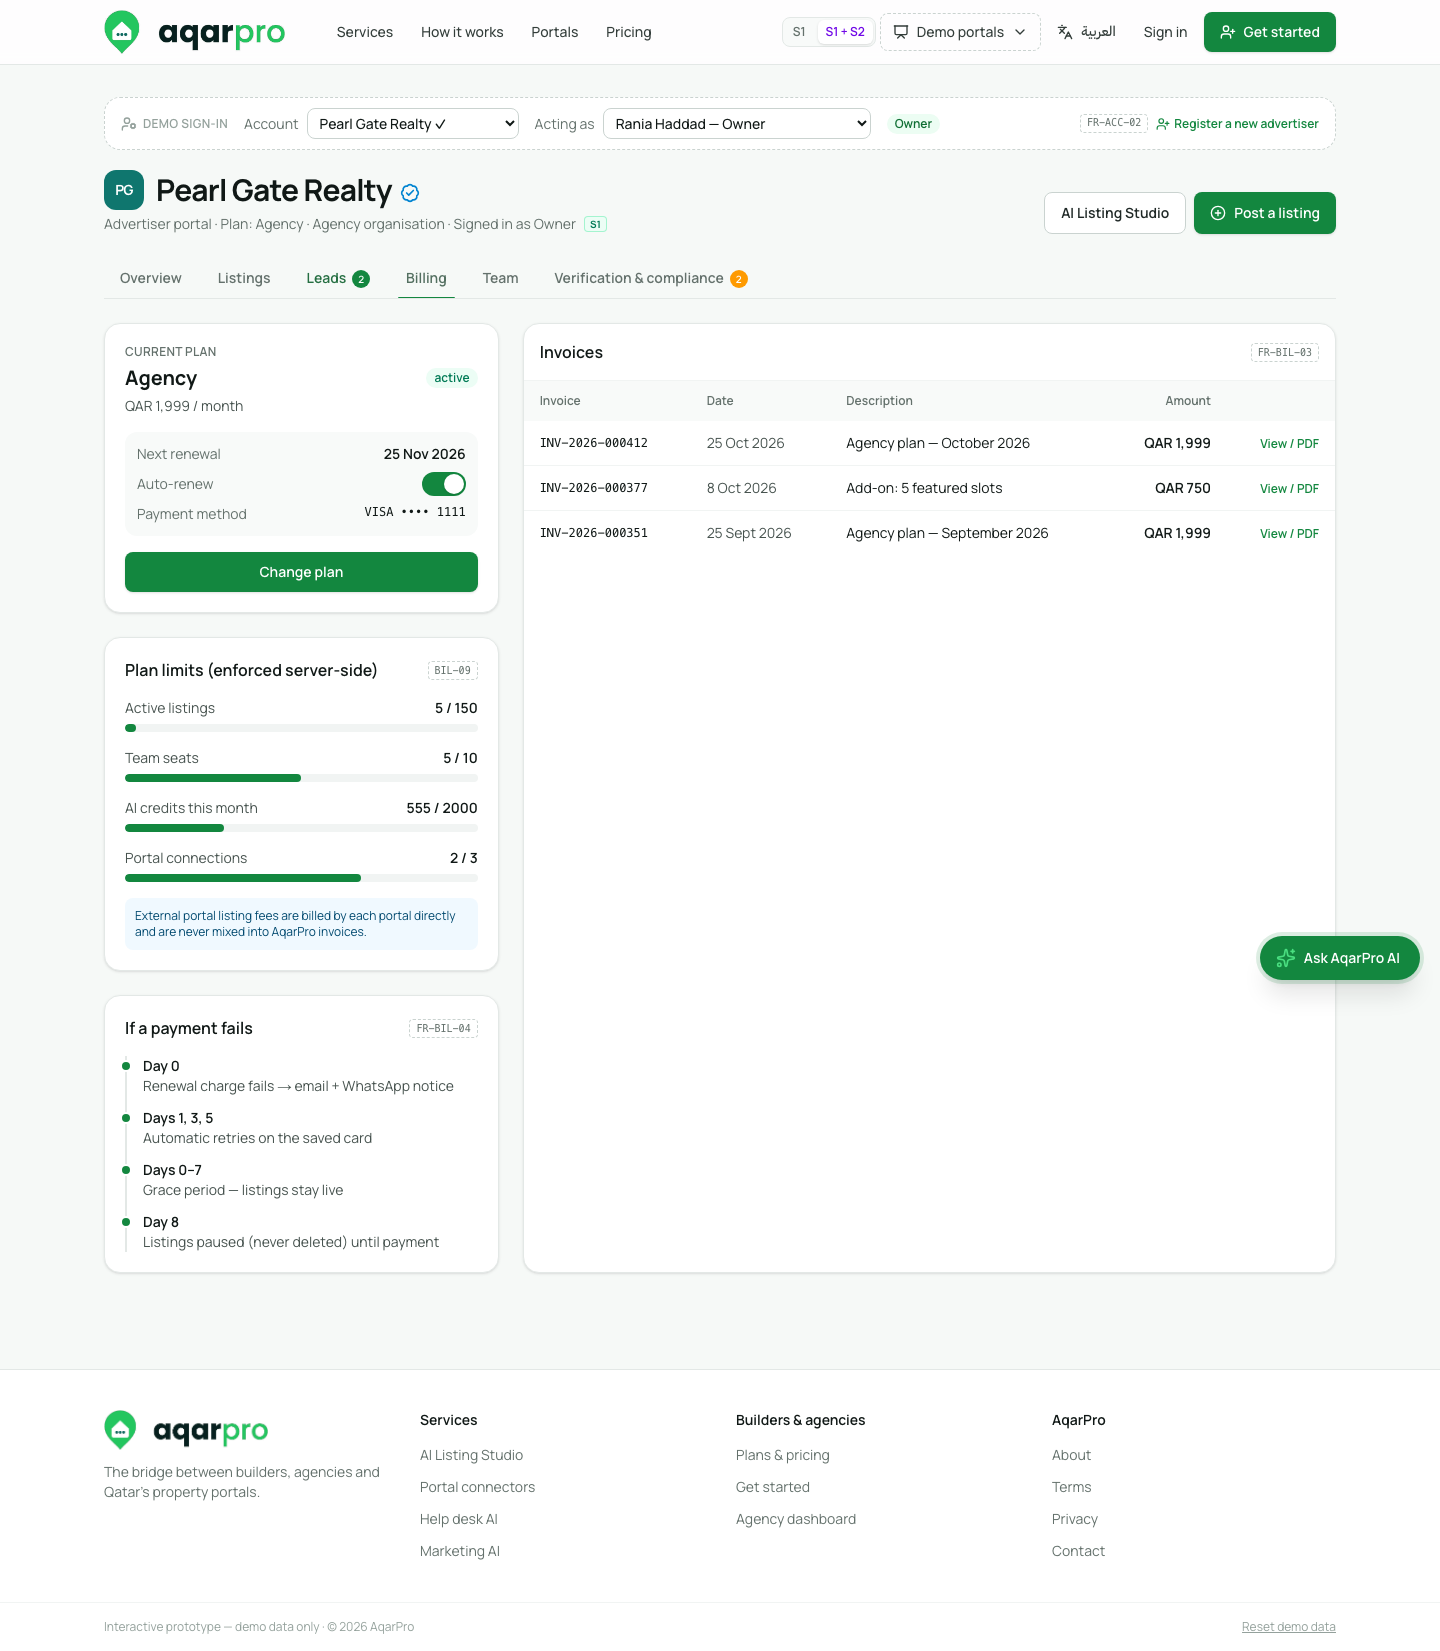 aqarpro
Services How it works Portals Pricing S1 S1 + S2 Demo portals العربية Sign in Get started
DEMO SIGN-IN Account Pearl Gate Realty ✓ Acting as Rania Haddad — Owner Owner FR-ACC-02 Register a new advertiser
PG Pearl Gate Realty
Advertiser portal · Plan: Agency · Agency organisation · Signed in as Owner S1
AI Listing Studio Post a listing
Overview Listings Leads 2 Billing Team Verification & compliance 2
CURRENT PLAN
Agency active
QAR 1,999 / month
Next renewal 25 Nov 2026
Auto-renew
Payment method VISA •••• 1111
Change plan
Plan limits (enforced server-side) BIL-09
Active listings 5 / 150
Team seats 5 / 10
AI credits this month 555 / 2000
Portal connections 2 / 3
External portal listing fees are billed by each portal directly
and are never mixed into AqarPro invoices.
If a payment fails FR-BIL-04
Day 0
Renewal charge fails → email + WhatsApp notice
Days 1, 3, 5
Automatic retries on the saved card
Days 0–7
Grace period — listings stay live
Day 8
Listings paused (never deleted) until payment
Invoices FR-BIL-03
Invoice Date Description Amount
INV-2026-000412 25 Oct 2026 Agency plan — October 2026 QAR 1,999 View / PDF
INV-2026-000377 8 Oct 2026 Add-on: 5 featured slots QAR 750 View / PDF
INV-2026-000351 25 Sept 2026 Agency plan — September 2026 QAR 1,999 View / PDF
Ask AqarPro AI
aqarpro
The bridge between builders, agencies and
Qatar's property portals.
Services
AI Listing Studio
Portal connectors
Help desk AI
Marketing AI
Builders & agencies
Plans & pricing
Get started
Agency dashboard
AqarPro
About
Terms
Privacy
Contact
Interactive prototype — demo data only · © 2026 AqarPro Reset demo data